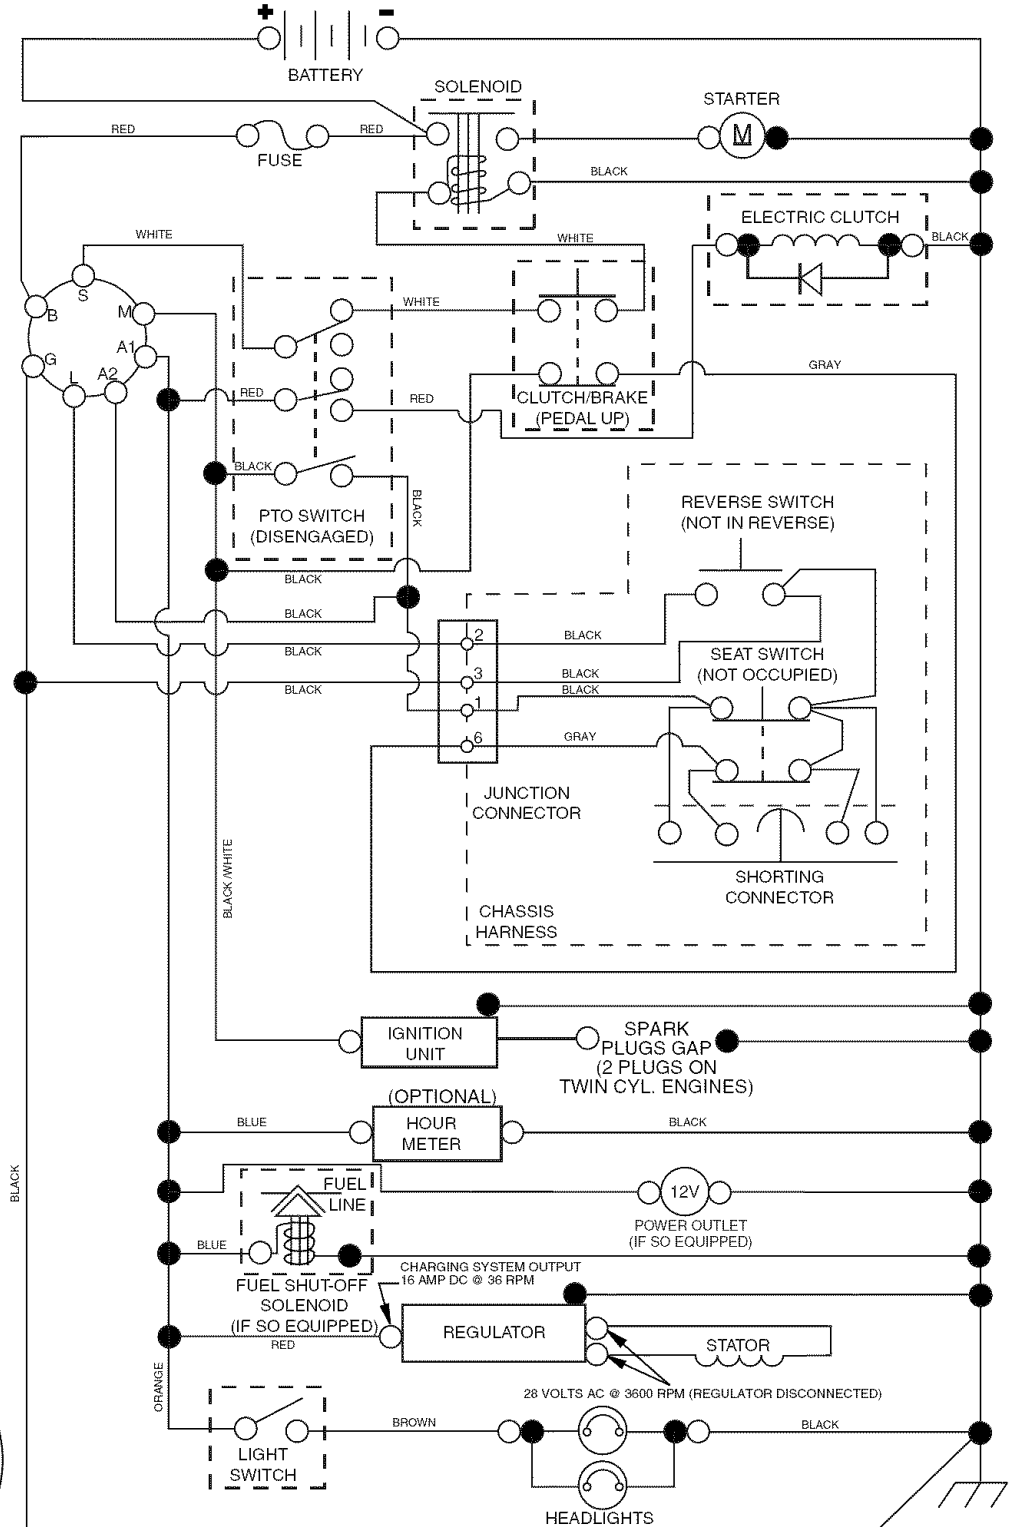 + -
BATTERY
SOLENOID
STARTER
RED
RED
FUSE
M
BLACK
WHITE
WHITE
ELECTRIC CLUTCH
BLACK
S
B
M
WHITE
A1
G
L
A2
GRAY
RED
RED
CLUTCH/BRAKE
(PEDAL UP)
BLACK
BLACK
PTO SWITCH
(DISENGAGED)
REVERSE SWITCH
(NOT IN REVERSE)
BLACK
BLACK
2
BLACK
BLACK
SEAT SWITCH
(NOT OCCUPIED)
3
BLACK
BLACK
BLACK
1
6
GRAY
JUNCTION
CONNECTOR
BLACK /WHITE
SHORTING
CONNECTOR
CHASSIS
HARNESS
IGNITION
UNIT
SPARK
PLUGS GAP
(2 PLUGS ON
TWIN CYL. ENGINES)
(OPTIONAL)
HOUR
METER
BLUE
BLACK
BLACK
FUEL
LINE
12V
POWER OUTLET
(IF SO EQUIPPED)
BLUE
CHARGING SYSTEM OUTPUT
16 AMP DC @ 36 RPM
FUEL SHUT-OFF
SOLENOID
(IF SO EQUIPPED)
RED
REGULATOR
STATOR
28 VOLTS AC @ 3600 RPM (REGULATOR DISCONNECTED)
ORANGE
BROWN
BLACK
LIGHT
SWITCH
HEADLIGHTS